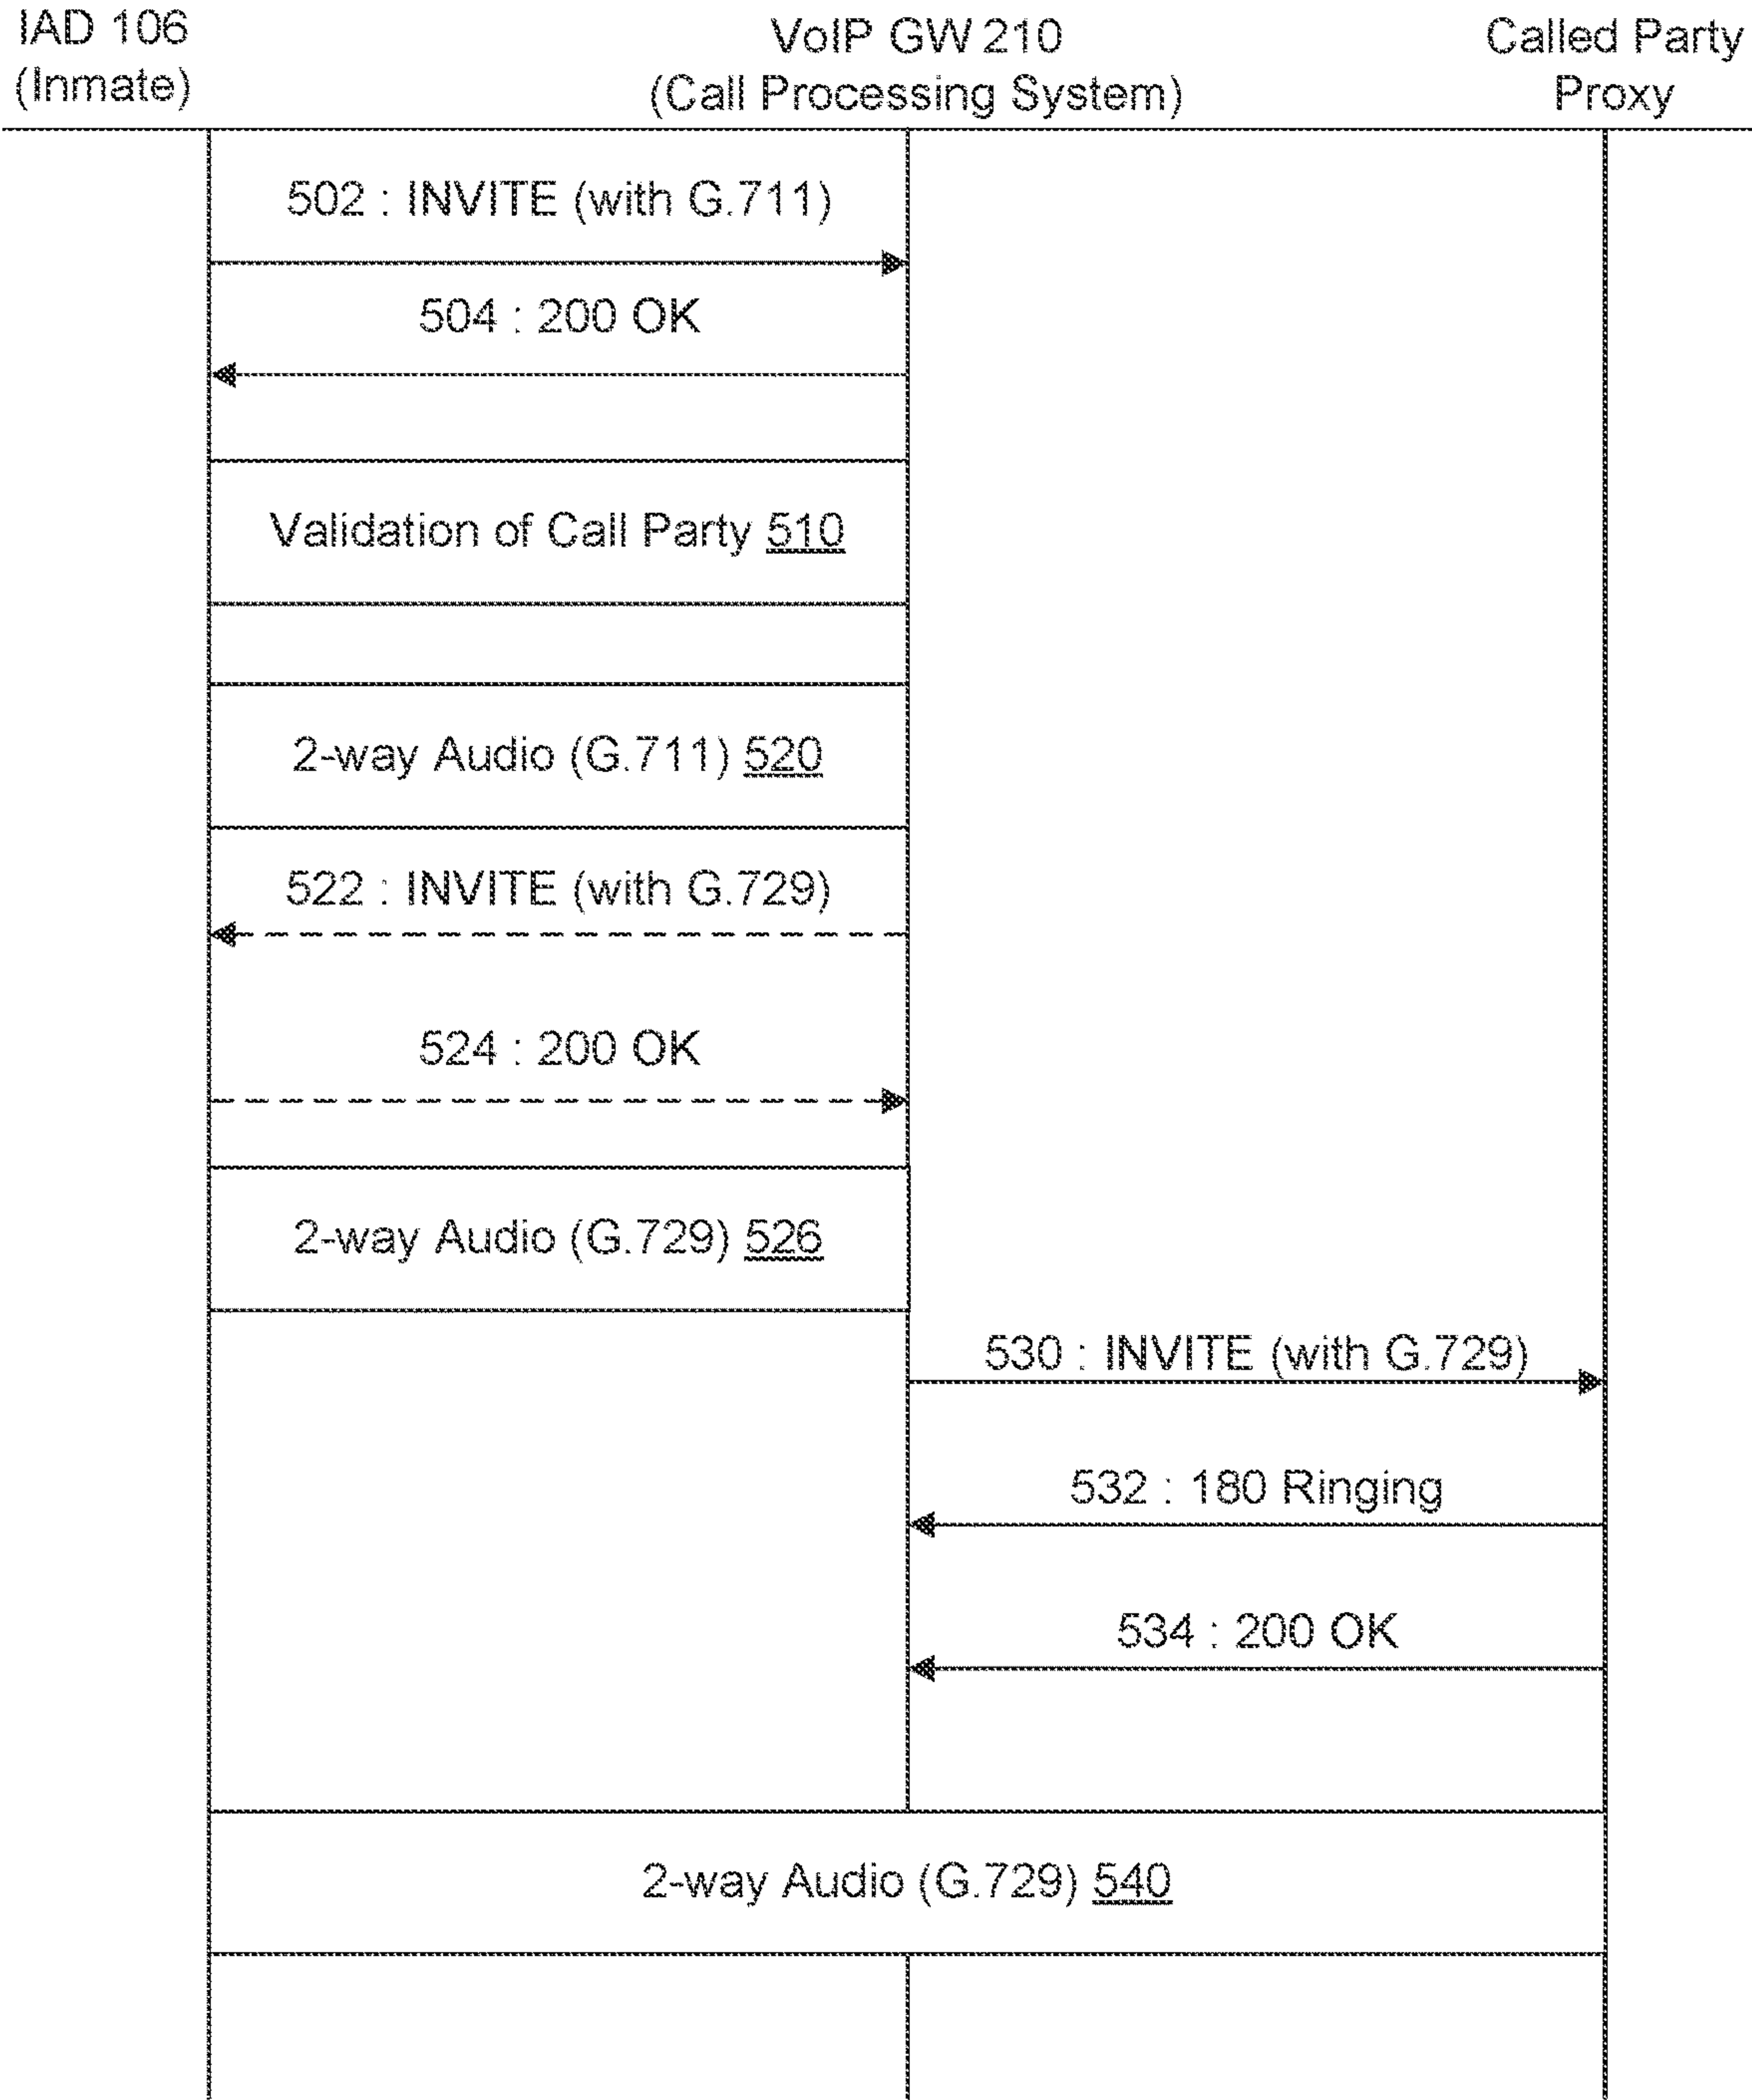 IAD 106
(Inmate)
VoIP GW 210
(Call Processing System)
Called Party
Proxy
502 : INVITE (with G.711)
504 : 200 OK
Validation of Call Party 510
2-way Audio (G.711) 520
522 : INVITE (with G.729)
524 : 200 OK
2-way Audio (G.729) 526
530 : INVITE (with G.729)
532 : 180 Ringing
534 : 200 OK
2-way Audio (G.729) 540